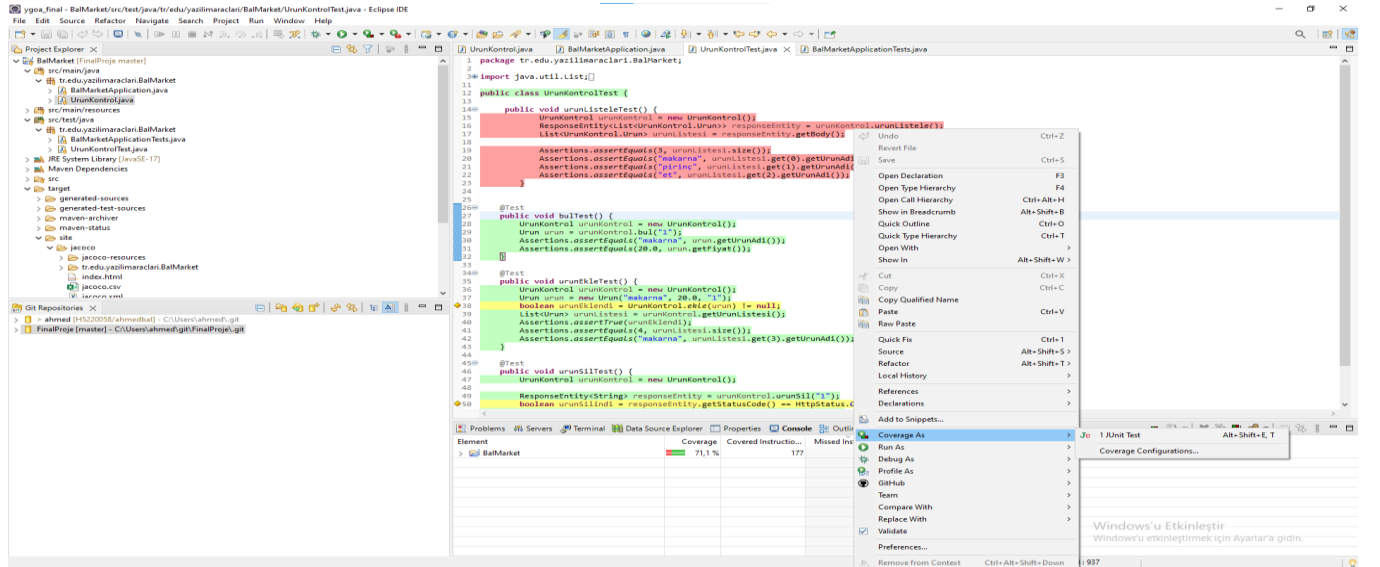 ygoa_final - BalMarket/src/test/java/tr/edu/yazilimaraclari/BalMarket/UrunKontrolTest.java - Eclipse IDE
File Edit Source Refactor Navigate Search Project Run Window Help
Project Explorer
BalMarket [FinalProje master]
src/main/java
tr.edu.yazilimaraclari.BalMarket
BalMarketApplication.java
UrunKontrol.java
src/main/resources
src/test/java
tr.edu.yazilimaraclari.BalMarket
BalMarketApplicationTests.java
UrunKontrolTest.java
JRE System Library [JavaSE-17]
Maven Dependencies
src
target
generated-sources
generated-test-sources
maven-archiver
maven-status
site
jacoco
jacoco-resources
tr.edu.yazilimaraclari.BalMarket
index.html
jacoco.csv
jacoco.xml
Git Repositories
> ahmed [H5220058/ahmedbal] - C:\Users\ahmed\.git
FinalProje [master] - C:\Users\ahmed\git\FinalProje\.git
UrunKontrol.java BalMarketApplication.java UrunKontrolTest.java BalMarketApplicationTests.java
1 package tr.edu.yazilimaraclari.BalMarket;
2
3 import java.util.List;
11
12 public class UrunKontrolTest {
13
14 public void urunListeleTest() {
15 UrunKontrol urunKontrol = new UrunKontrol();
16 ResponseEntity<List<UrunKontrol.Urun>> responseEntity = urunKontrol.urunListele();
17 List<UrunKontrol.Urun> urunListesi = responseEntity.getBody();
18
19 Assertions.assertEquals(3, urunListesi.size());
20 Assertions.assertEquals("makarna", urunListesi.get(0).getUrunAdi
21 Assertions.assertEquals("pirinç", urunListesi.get(1).getUrunAdi(
22 Assertions.assertEquals("et", urunListesi.get(2).getUrunAdi());
23 }
24
25
26 @Test
27 public void bulTest() {
28 UrunKontrol urunKontrol = new UrunKontrol();
29 Urun urun = urunKontrol.bul("1");
30 Assertions.assertEquals("makarna", urun.getUrunAdi());
31 Assertions.assertEquals(20.0, urun.getFiyat());
32 }
33
34 @Test
35 public void urunEkleTest() {
36 UrunKontrol urunKontrol = new UrunKontrol();
37 Urun urun = new Urun("makarna", 20.0, "1");
38 boolean urunEklendi = UrunKontrol.ekle(urun) != null;
39 List<Urun> urunListesi = urunKontrol.getUrunListesi();
40 Assertions.assertTrue(urunEklendi);
41 Assertions.assertEquals(4, urunListesi.size());
42 Assertions.assertEquals("makarna", urunListesi.get(3).getUrunAdi());
43 }
44
45 @Test
46 public void urunSilTest() {
47 UrunKontrol urunKontrol = new UrunKontrol();
48
49 ResponseEntity<String> responseEntity = urunKontrol.urunSil("1");
50 boolean urunSilindi = responseEntity.getStatusCode() == HttpStatus.
Undo Ctrl+Z
Revert File
Save Ctrl+S
Open Declaration F3
Open Type Hierarchy F4
Open Call Hierarchy Ctrl+Alt+H
Show in Breadcrumb Alt+Shift+B
Quick Outline Ctrl+O
Quick Type Hierarchy Ctrl+T
Open With
Show In Alt+Shift+W
Cut Ctrl+X
Copy Ctrl+C
Copy Qualified Name
Paste Ctrl+V
Raw Paste
Quick Fix Ctrl+1
Source Alt+Shift+S
Refactor Alt+Shift+T
Local History
References
Declarations
Add to Snippets...
Coverage As
Run As
Debug As
Profile As
GitHub
Team
Compare With
Replace With
Validate
Preferences...
Remove from Context Ctrl+Alt+Shift+Down
1 JUnit Test Alt+Shift+E, T
Coverage Configurations...
Problems Servers Terminal Data Source Explorer Properties Console Outlin
Element Coverage Covered Instructio... Missed Ins
BalMarket 71,1 % 177
Windows'u Etkinleştir
Windows'u etkinleştirmek için Ayarlar'a gidin.
: 937